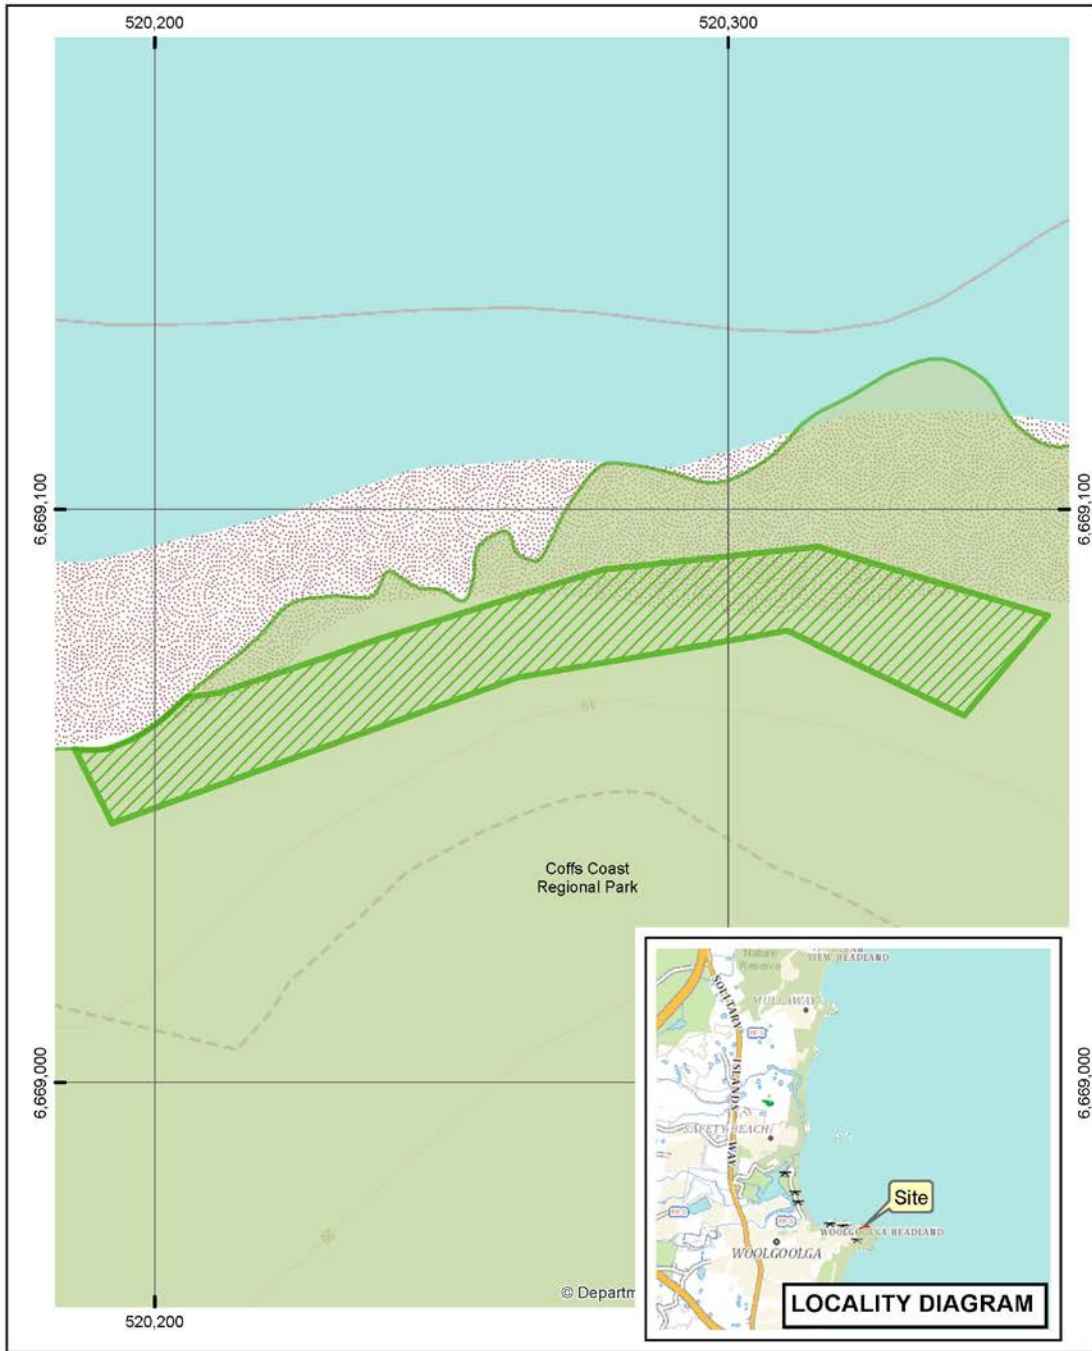 520,200
520,300
6,669,100
6,669,100
Coffs Coast
Regional Park
6,669,000
6,669,000
© Departm
520,200
Nature
Reserve
VIEW HEADLAND
MULLAWAY
SOLITARY ISLANDS WAY
SAFETY BEACH
Site
WOOLGOOLGA HEADLAND
WOOLGOOLGA
LOCALITY DIAGRAM